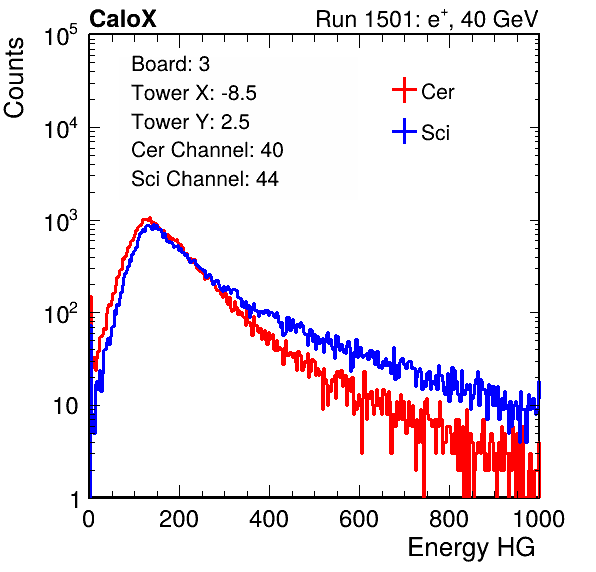 CaloX Run 1501: e⁺, 40 GeV
Counts
Board: 3
Tower X: -8.5
Tower Y: 2.5
Cer Channel: 40
Sci Channel: 44
Cer
Sci
10⁵
10⁴
10³
10²
10
1
0 200 400 600 800 1000
Energy HG